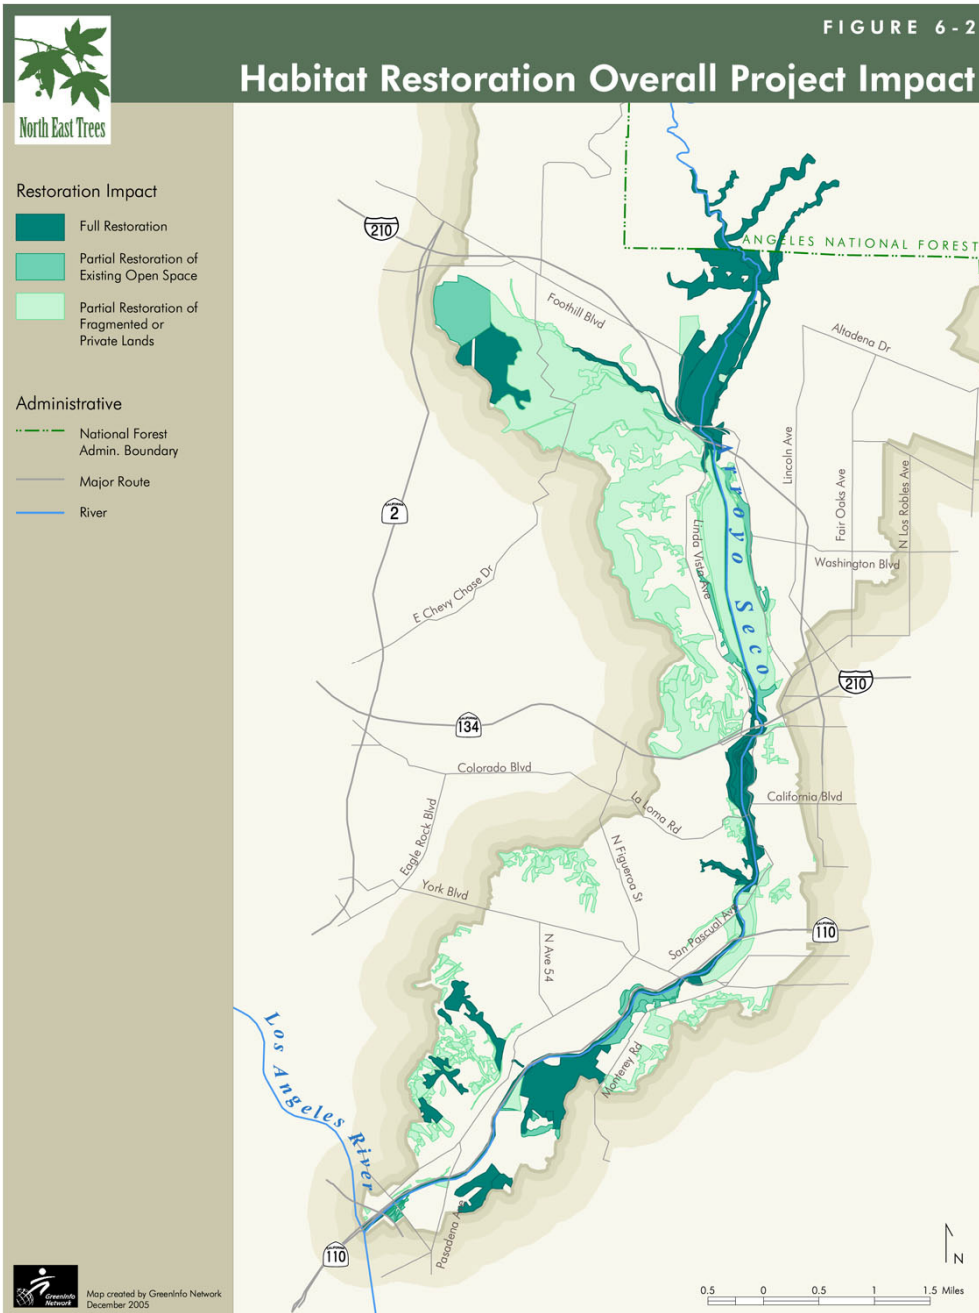 FIGURE 6-2
Habitat Restoration Overall Project Impact
North East Trees
Restoration Impact
Full Restoration
Partial Restoration of
Existing Open Space
Partial Restoration of
Fragmented or
Private Lands
Administrative
National Forest
Admin. Boundary
Major Route
River
210
ANGELES NATIONAL FOREST
Foothill Blvd
Altadena Dr
Lincoln Ave
Fair Oaks Ave
N Los Robles Ave
CALIFORNIA
2
Arroyo Seco
Linda Vista Ave
Washington Blvd
E Chevy Chase Dr
210
CALIFORNIA
134
Colorado Blvd
California Blvd
La Loma Rd
Eagle Rock Blvd
N Figueroa St
York Blvd
San Pascual Ave
CALIFORNIA
110
N Ave 54
Los Angeles River
Monterey Rd
Pasadena Ave
CALIFORNIA
110
N
0.5 0 0.5 1 1.5 Miles
GreenInfo
Network
Map created by GreenInfo Network
December 2005